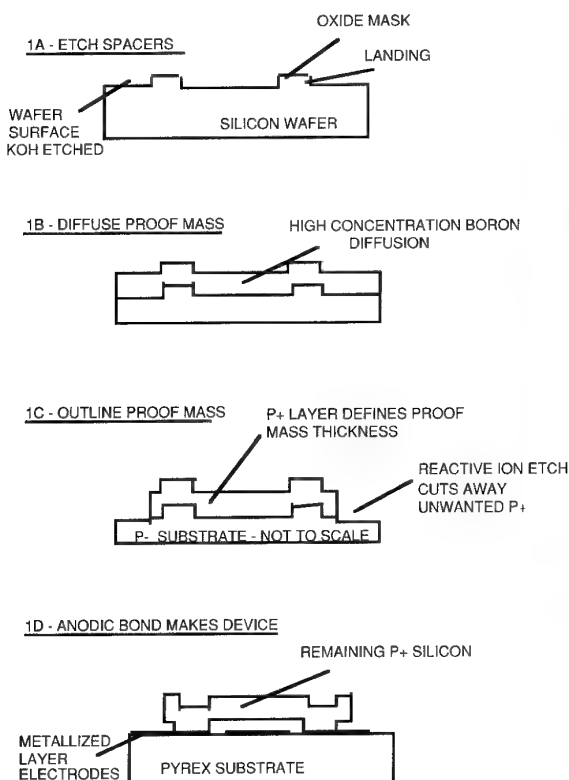 OXIDE MASK
1A - ETCH SPACERS
LANDING
WAFER
SURFACE
KOH ETCHED
SILICON WAFER
1B - DIFFUSE PROOF MASS
HIGH CONCENTRATION BORON
DIFFUSION
1C - OUTLINE PROOF MASS
P+ LAYER DEFINES PROOF
MASS THICKNESS
REACTIVE ION ETCH
CUTS AWAY
UNWANTED P+
P- SUBSTRATE - NOT TO SCALE
1D - ANODIC BOND MAKES DEVICE
REMAINING P+ SILICON
METALLIZED
LAYER
ELECTRODES
PYREX SUBSTRATE